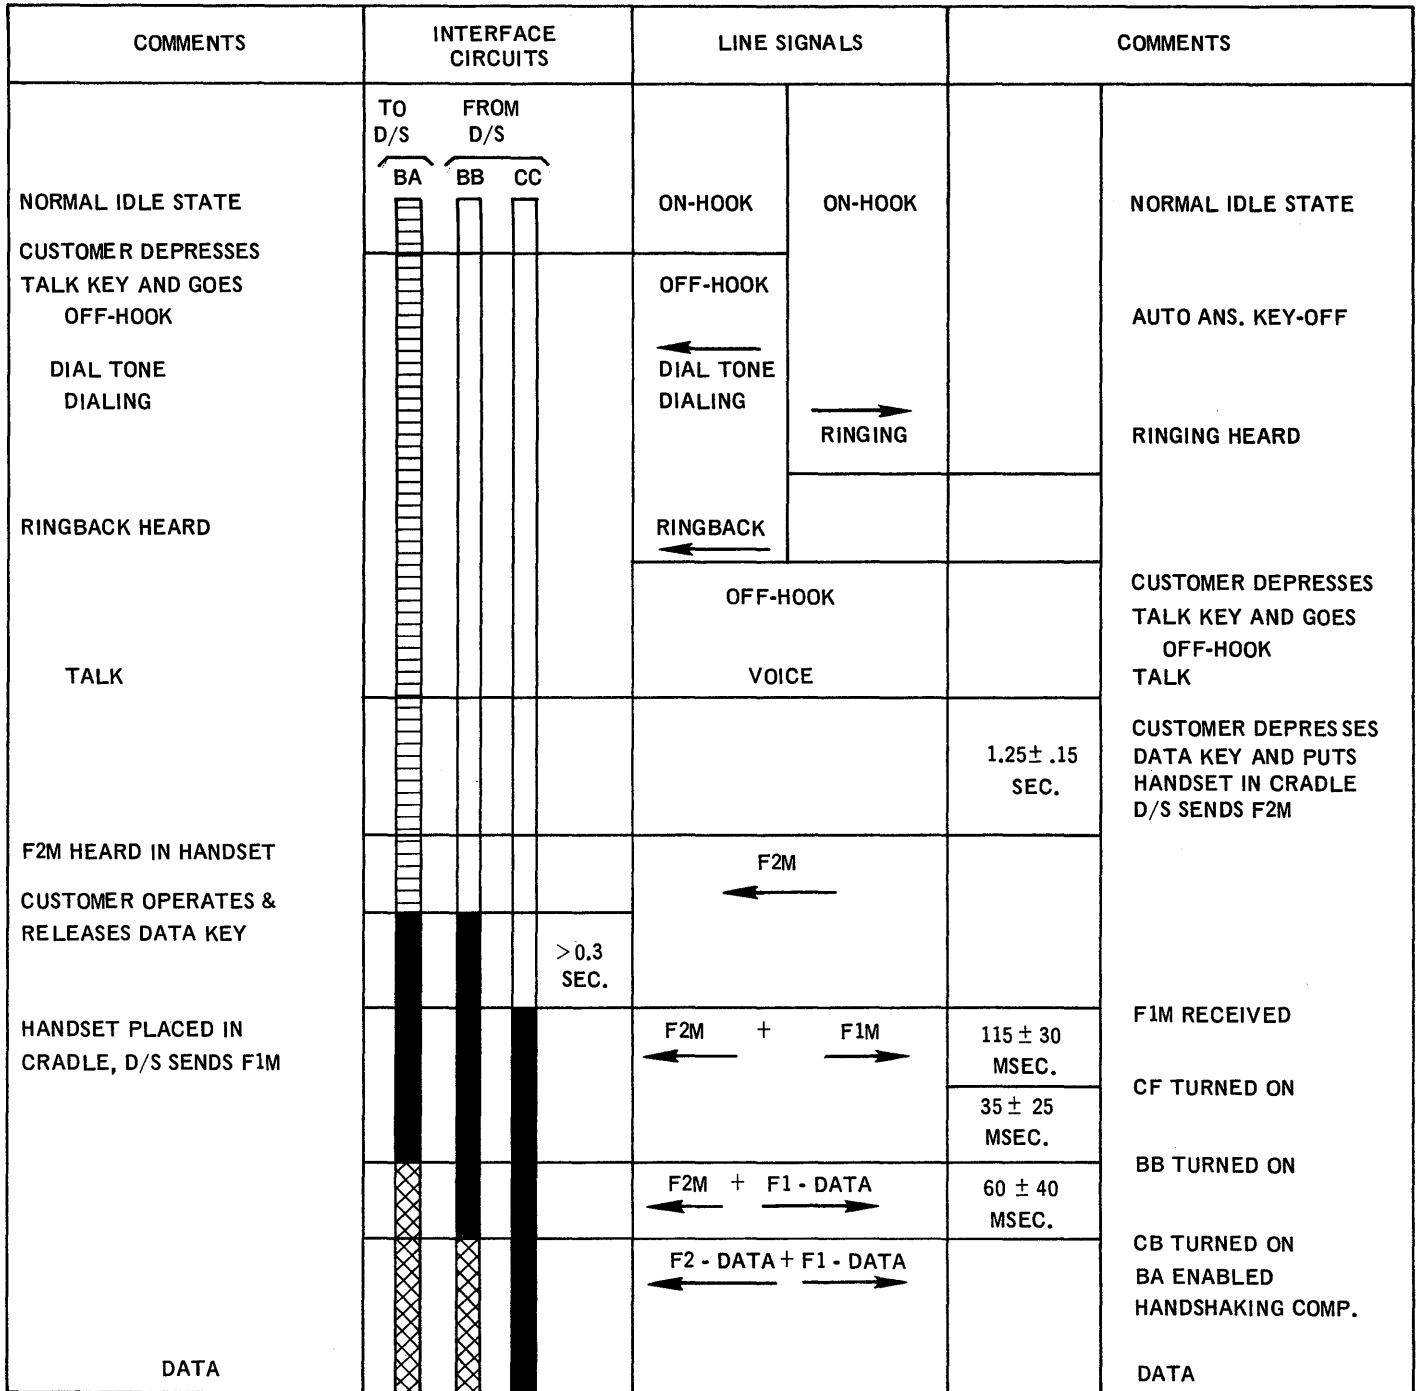 COMMENTS
INTERFACE
CIRCUITS
LINE SIGNALS
COMMENTS
TO
D/S
FROM
D/S
BA
BB
CC
NORMAL IDLE STATE
ON-HOOK
ON-HOOK
NORMAL IDLE STATE
CUSTOMER DEPRESSES
TALK KEY AND GOES
OFF-HOOK
OFF-HOOK
AUTO ANS. KEY-OFF
DIAL TONE
DIALING
DIAL TONE
DIALING
RINGING
RINGING HEARD
RINGBACK HEARD
RINGBACK
OFF-HOOK
CUSTOMER DEPRESSES
TALK KEY AND GOES
OFF-HOOK
TALK
VOICE
TALK
1.25± .15
SEC.
CUSTOMER DEPRESSES
DATA KEY AND PUTS
HANDSET IN CRADLE
D/S SENDS F2M
F2M HEARD IN HANDSET
F2M
CUSTOMER OPERATES &
RELEASES DATA KEY
>0.3
SEC.
HANDSET PLACED IN
CRADLE, D/S SENDS F1M
F2M + F1M
115 ± 30
MSEC.
F1M RECEIVED
35 ± 25
MSEC.
CF TURNED ON
F2M + F1 - DATA
60 ± 40
MSEC.
BB TURNED ON
F2 - DATA + F1 - DATA
CB TURNED ON
BA ENABLED
HANDSHAKING COMP.
DATA
DATA